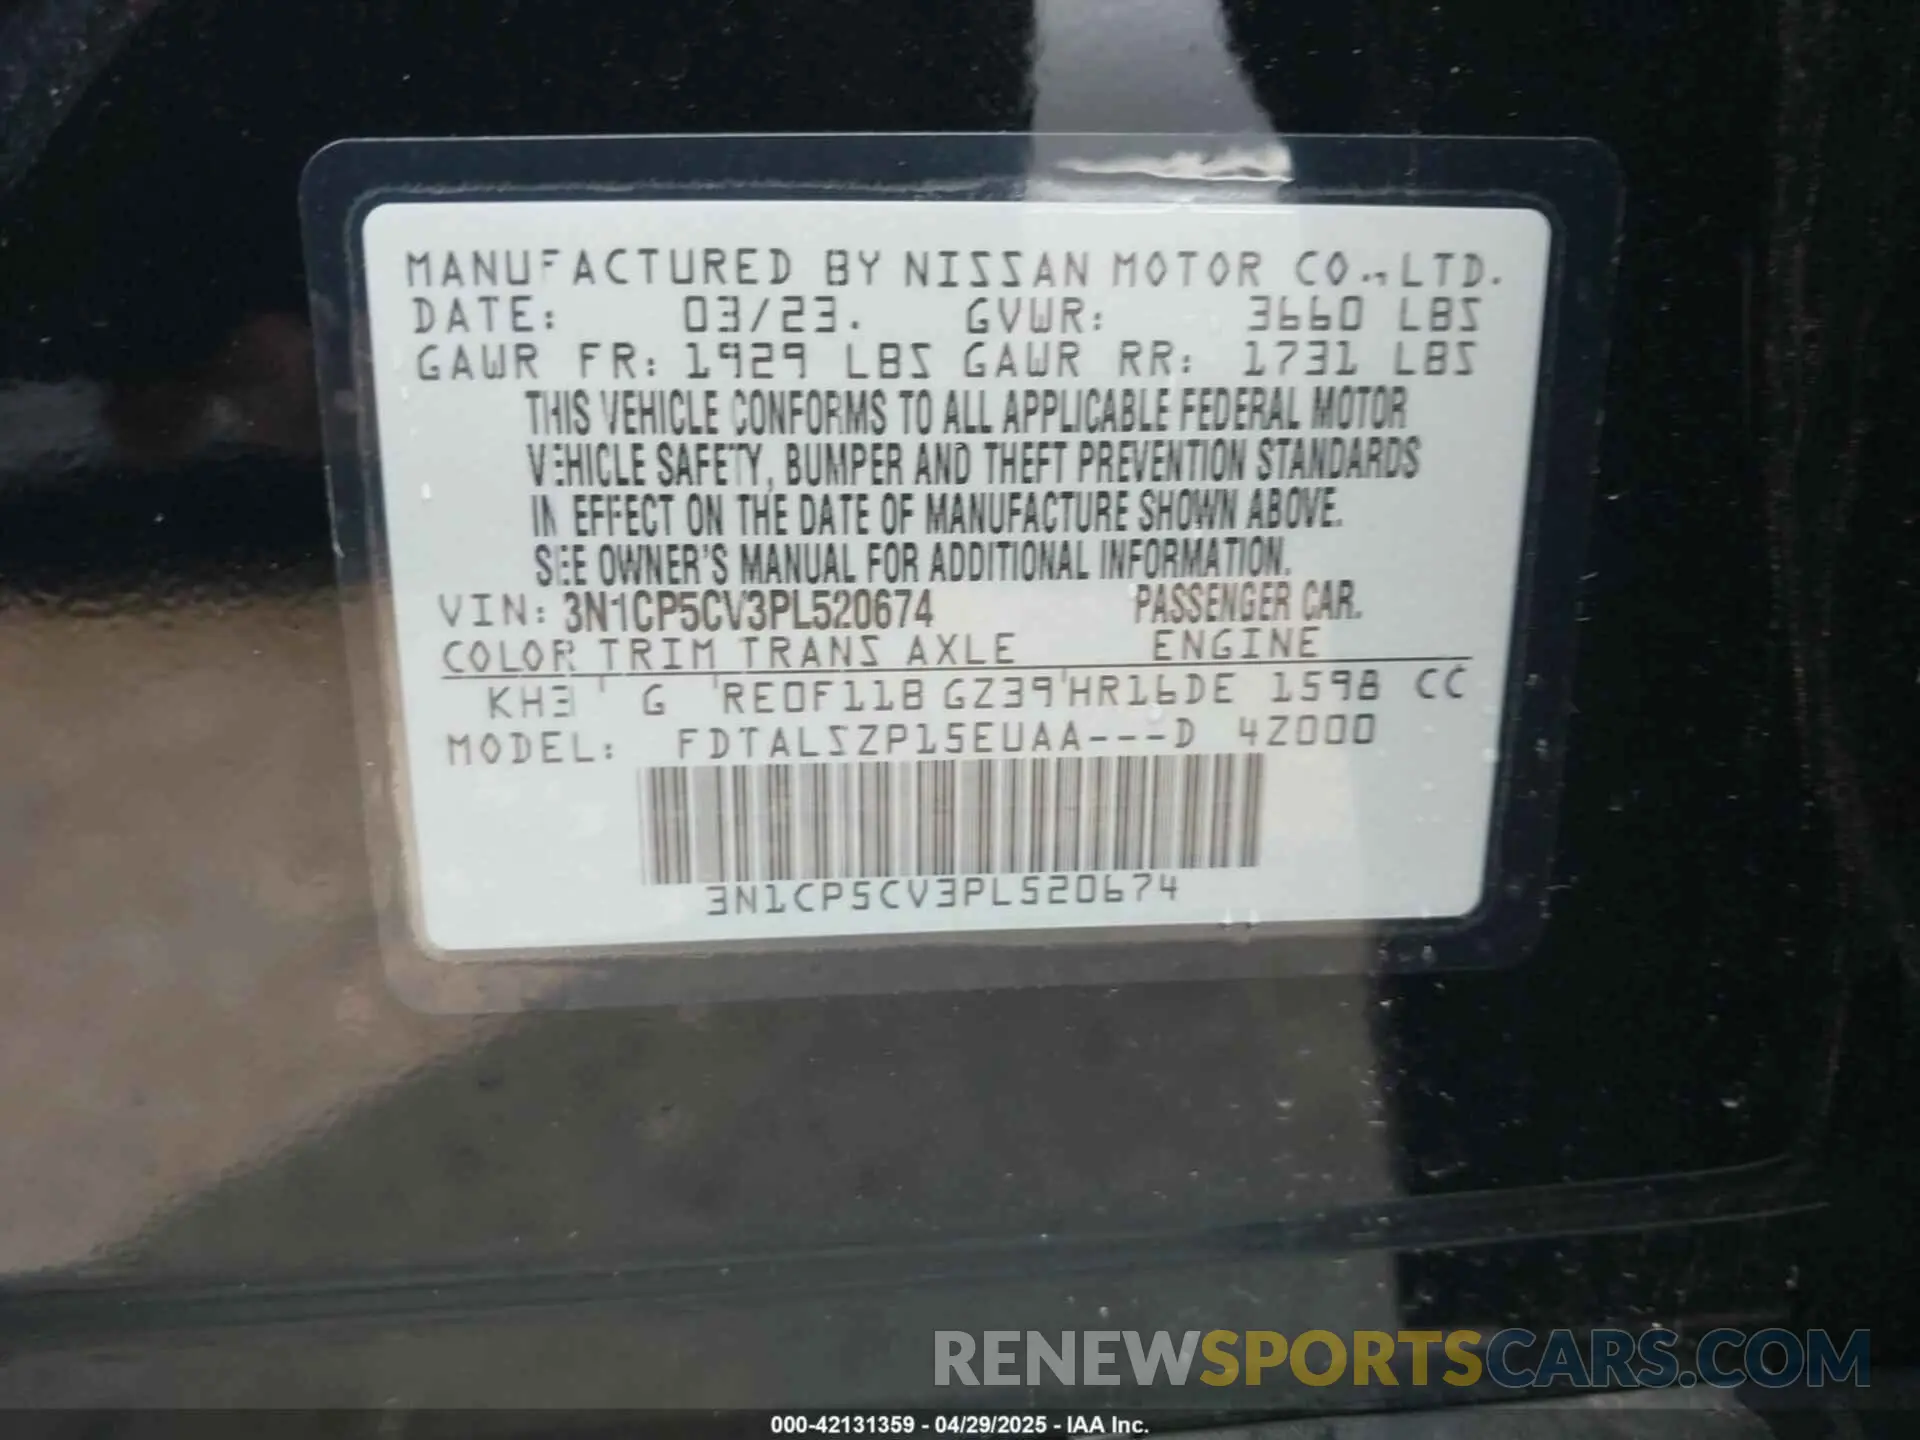 MANUFACTURED BY NISSAN MOTOR CO., LTD.
DATE: 03/23. GVWR: 3660 LBS
GAWR FR: 1929 LBS GAWR RR: 1731 LBS
THIS VEHICLE CONFORMS TO ALL APPLICABLE FEDERAL MOTOR
VEHICLE SAFETY, BUMPER AND THEFT PREVENTION STANDARDS
IN EFFECT ON THE DATE OF MANUFACTURE SHOWN ABOVE.
SEE OWNER'S MANUAL FOR ADDITIONAL INFORMATION.
VIN: 3N1CP5CV3PL520674 PASSENGER CAR.
COLOR TRIM TRANS AXLE ENGINE
KH3 ' G 'RE0F11B GZ39'HR16DE 1598 CC
MODEL: FDTALSZP15EUAA---D 4Z000
3N1CP5CV3PL520674
RENEWSPORTSCARS.COM
000-42131359 - 04/29/2025 - IAA Inc.